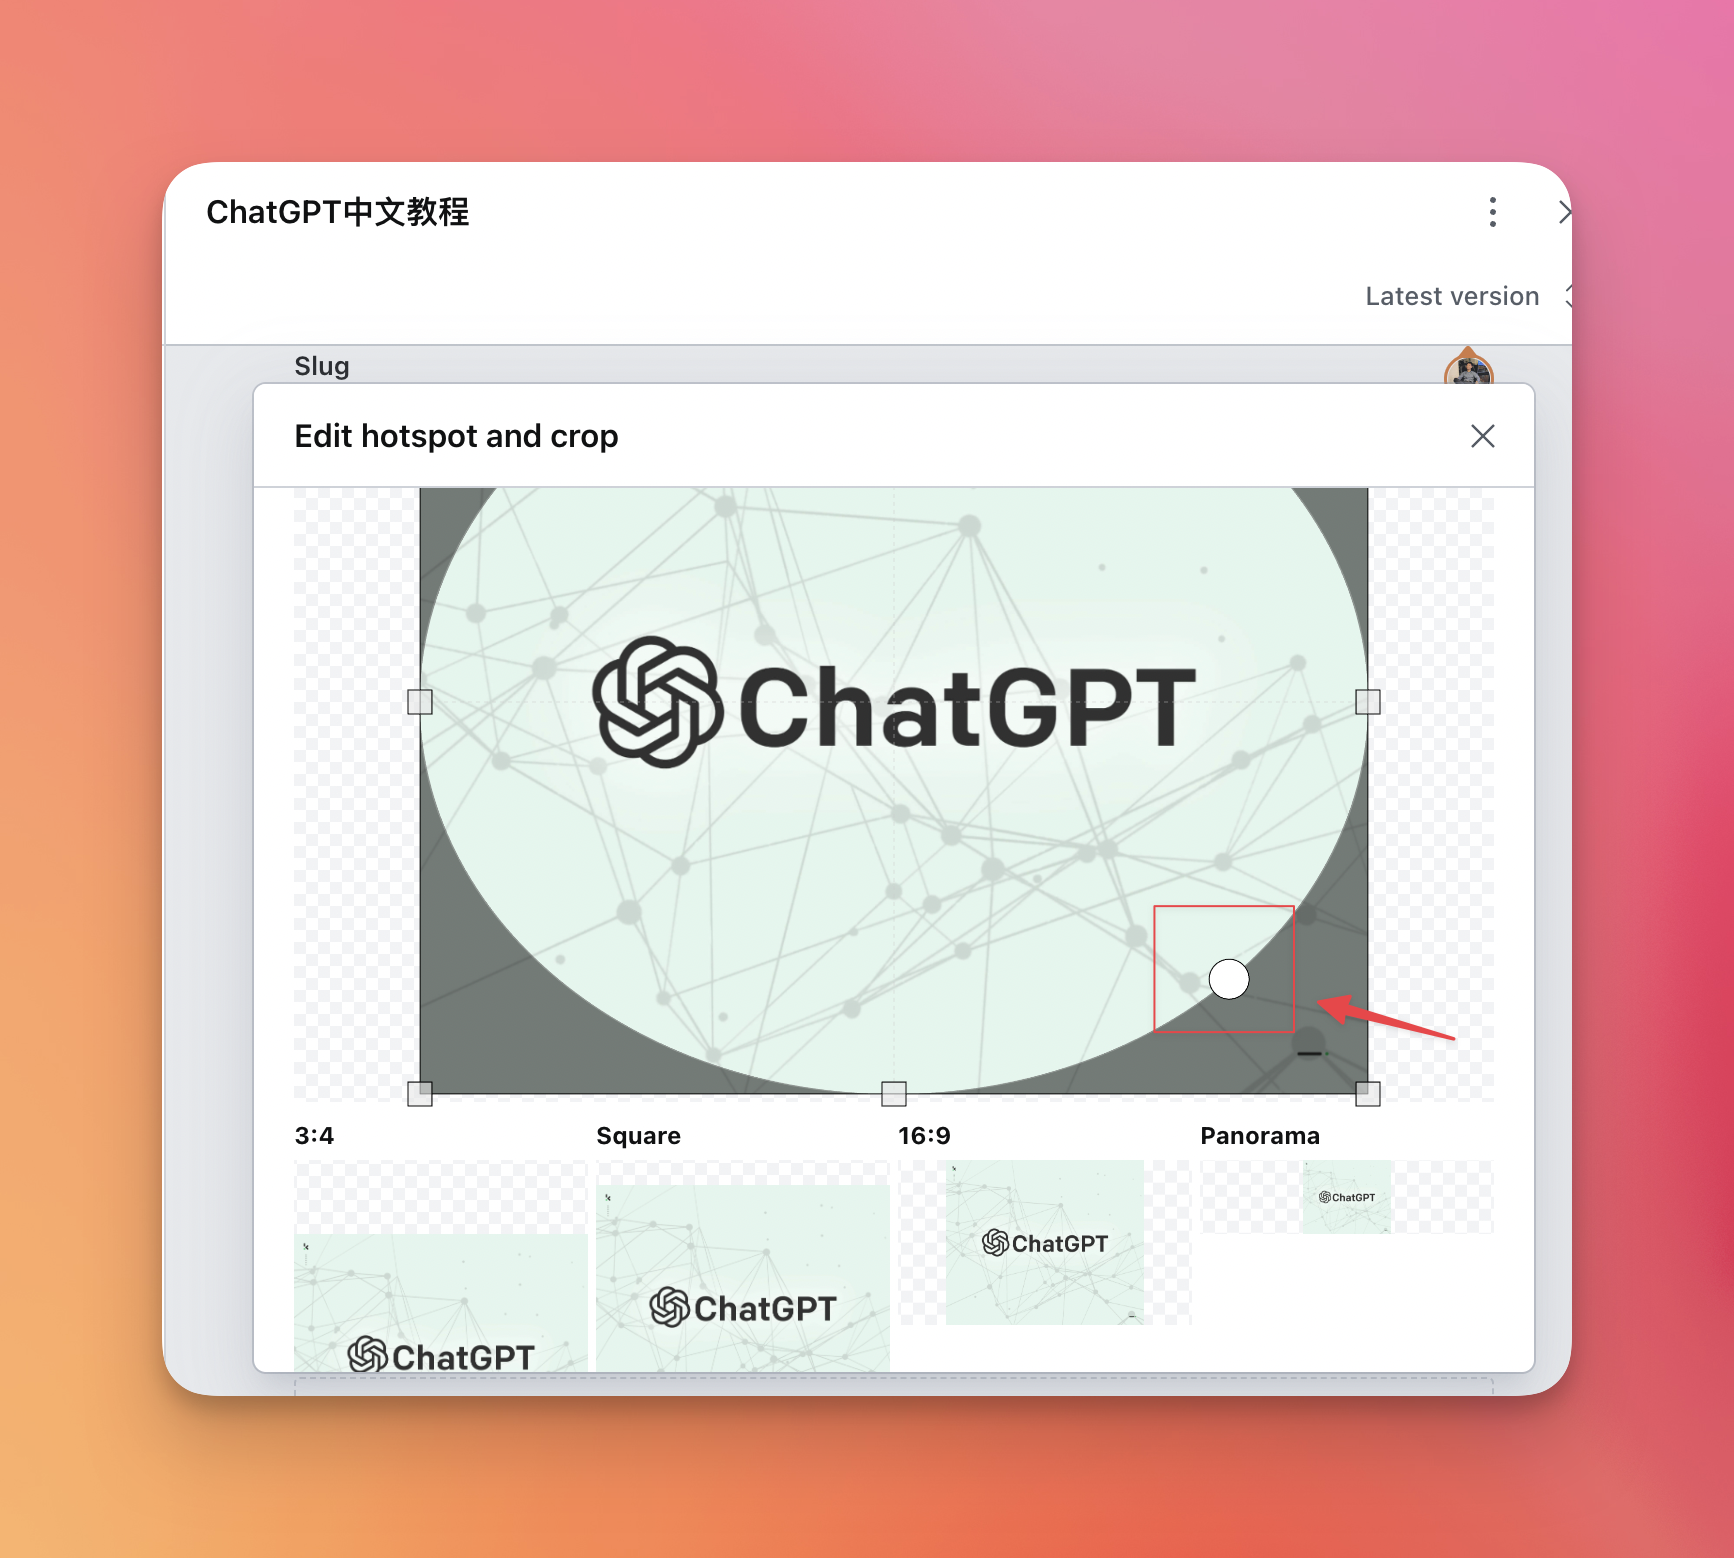 ChatGPT中文教程
Latest version
Slug
Edit hotspot and crop
ChatGPT
3:4
Square
16:9
Panorama
ChatGPT
ChatGPT
ChatGPT
ChatGPT